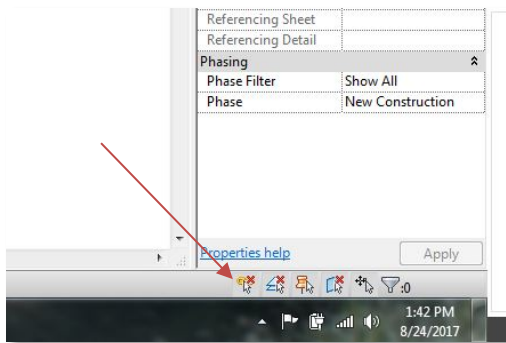 Referencing Sheet
Referencing Detail
Phasing
Phase Filter Show All
Phase New Construction
Properties help Apply
:0
1:42 PM
8/24/2017